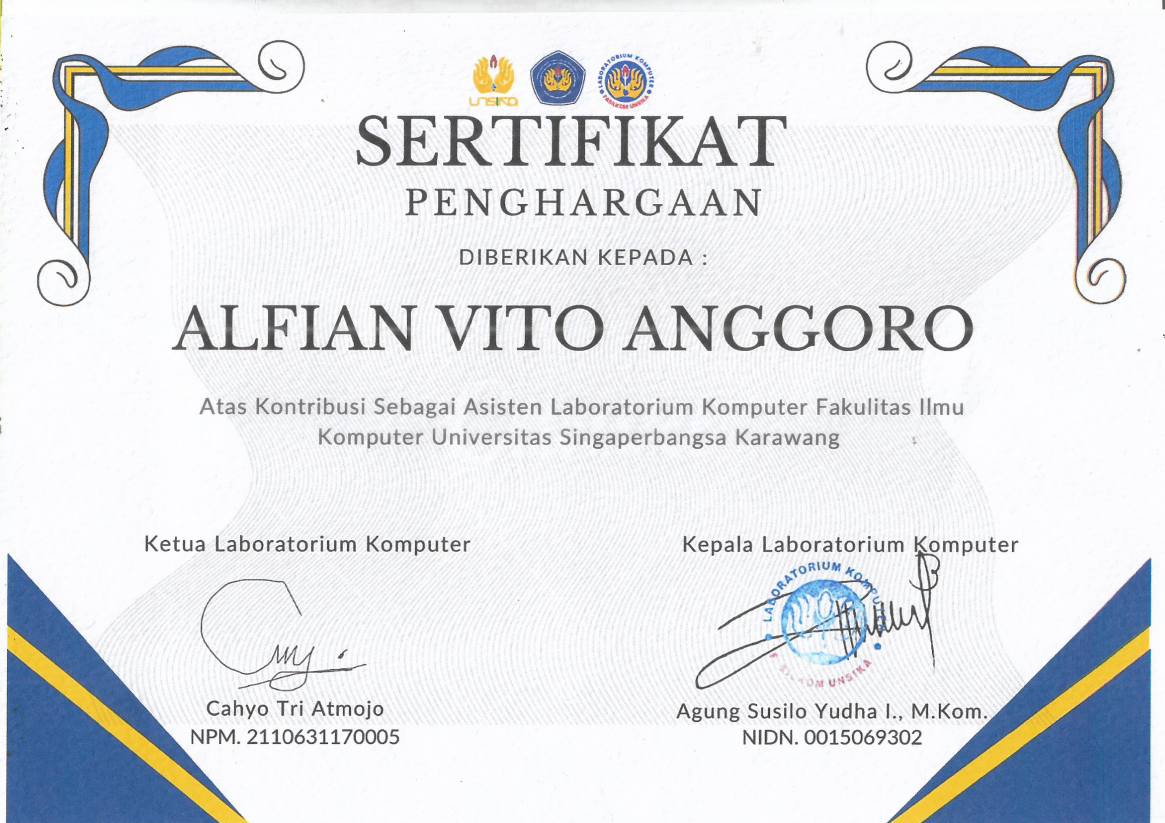 UNSIKA
LABORATORIUM KOMPUTER
FASILKOM UNSIKA
SERTIFIKAT
PENGHARGAAN
DIBERIKAN KEPADA :
ALFIAN VITO ANGGORO
Atas Kontribusi Sebagai Asisten Laboratorium Komputer Fakulitas Ilmu
Komputer Universitas Singaperbangsa Karawang
Ketua Laboratorium Komputer
Kepala Laboratorium Komputer
LABORATORIUM KOMPUTER
FASILKOM UNSIKA
Cahyo Tri Atmojo
NPM. 2110631170005
Agung Susilo Yudha I., M.Kom.
NIDN. 0015069302